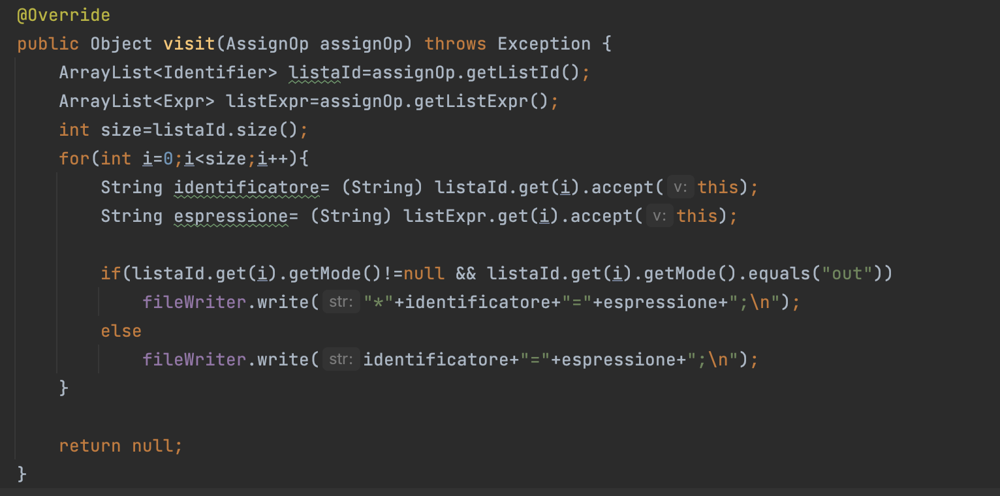 @Override
public Object visit(AssignOp assignOp) throws Exception {
    ArrayList<Identifier> listaId=assignOp.getListId();
    ArrayList<Expr> listExpr=assignOp.getListExpr();
    int size=listaId.size();
    for(int i=0;i<size;i++){
        String identificatore= (String) listaId.get(i).accept( v: this);
        String espressione= (String) listExpr.get(i).accept( v: this);
        if(listaId.get(i).getMode()!=null && listaId.get(i).getMode().equals("out"))
            fileWriter.write( str: "*"+identificatore+"="+espressione+";\n");
        else
            fileWriter.write( str: identificatore+"="+espressione+";\n");
    }
    return null;
}